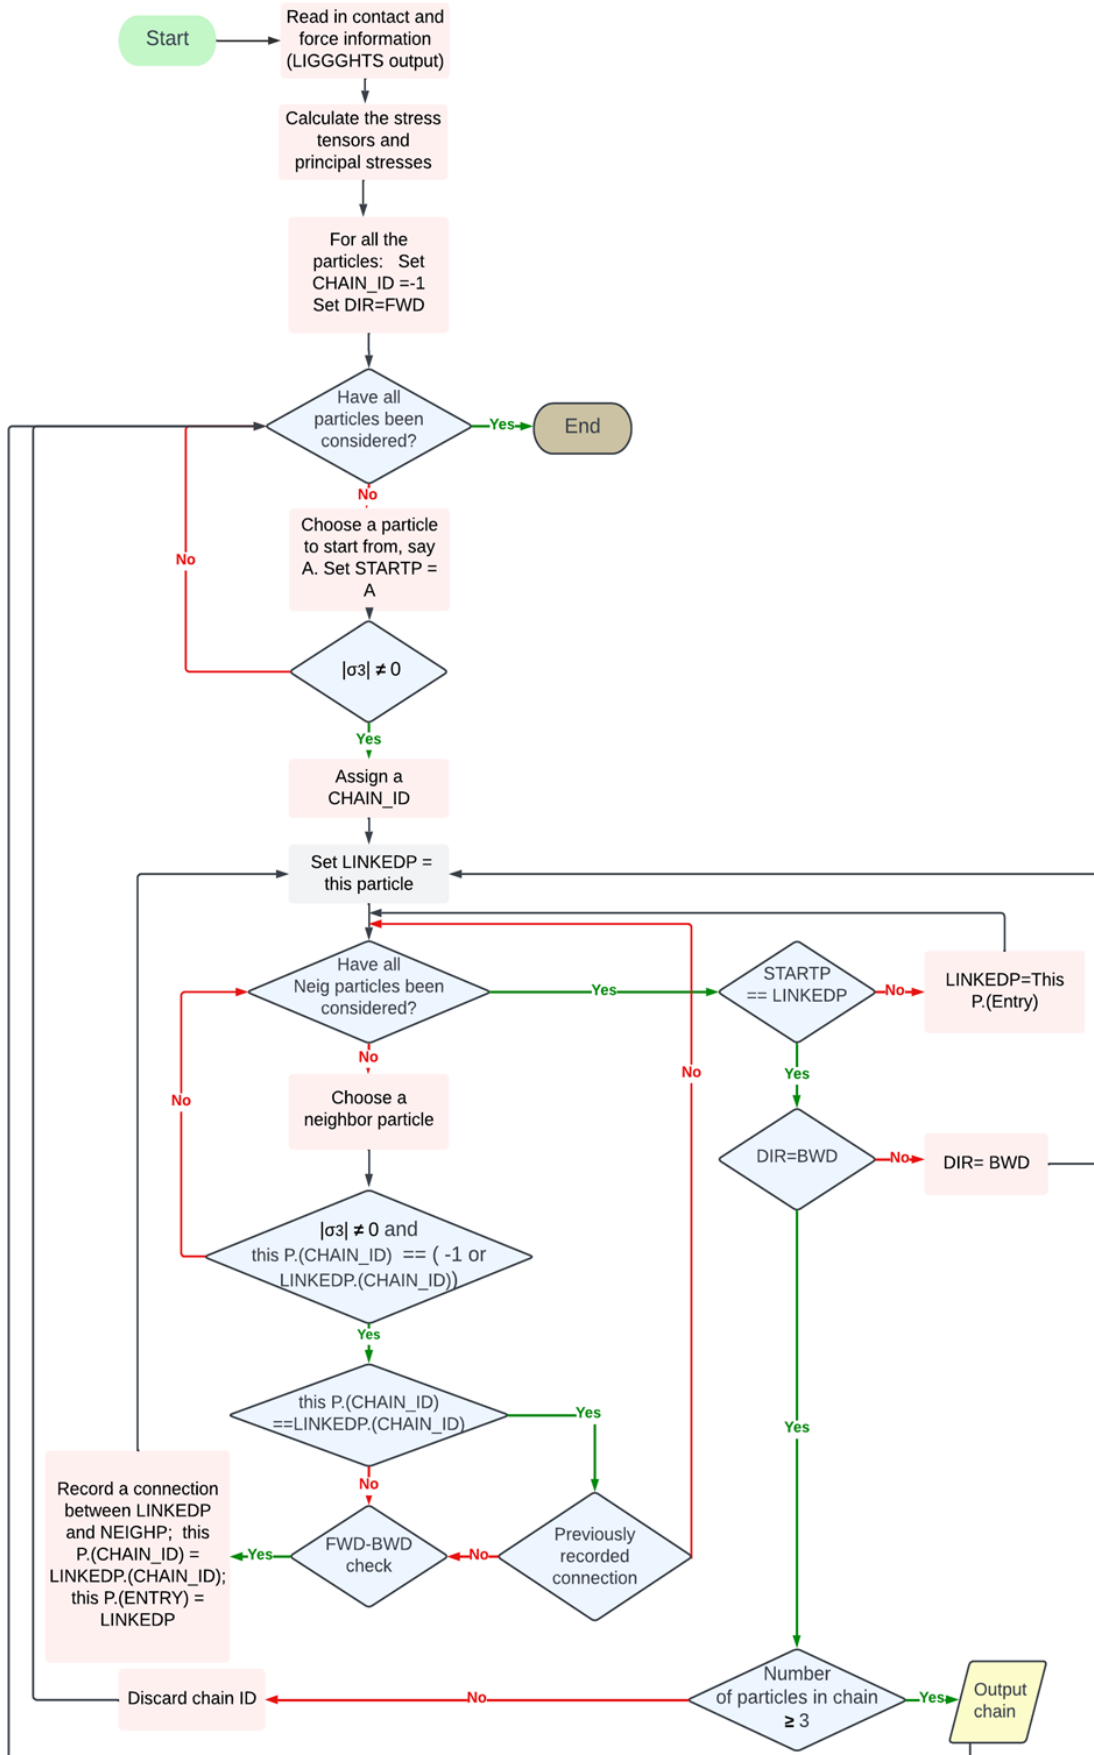 Start
Read in contact and
force information
(LIGGGHTS output)
Calculate the stress
tensors and
principal stresses
For all the
particles: Set
CHAIN_ID =-1
Set DIR=FWD
Have all
particles been
considered?
Yes
End
No
Choose a particle
to start from, say
A. Set STARTP =
A
No
|σ3| ≠ 0
Yes
Assign a
CHAIN_ID
Set LINKEDP =
this particle
Have all
Neig particles been
considered?
Yes
STARTP
== LINKEDP
No
LINKEDP=This
P.(Entry)
No
Choose a
neighbor particle
No
No
Yes
DIR=BWD
No
DIR= BWD
|σ3| ≠ 0 and
this P.(CHAIN_ID) == ( -1 or
LINKEDP.(CHAIN_ID))
Yes
this P.(CHAIN_ID)
==LINKEDP.(CHAIN_ID)
Yes
Yes
No
Record a connection
between LINKEDP
and NEIGHP; this
P.(CHAIN_ID) =
LINKEDP.(CHAIN_ID);
this P.(ENTRY) =
LINKEDP
Yes
FWD-BWD
check
No
Previously
recorded
connection
Discard chain ID
No
Number
of particles in chain
≥ 3
Yes
Output
chain